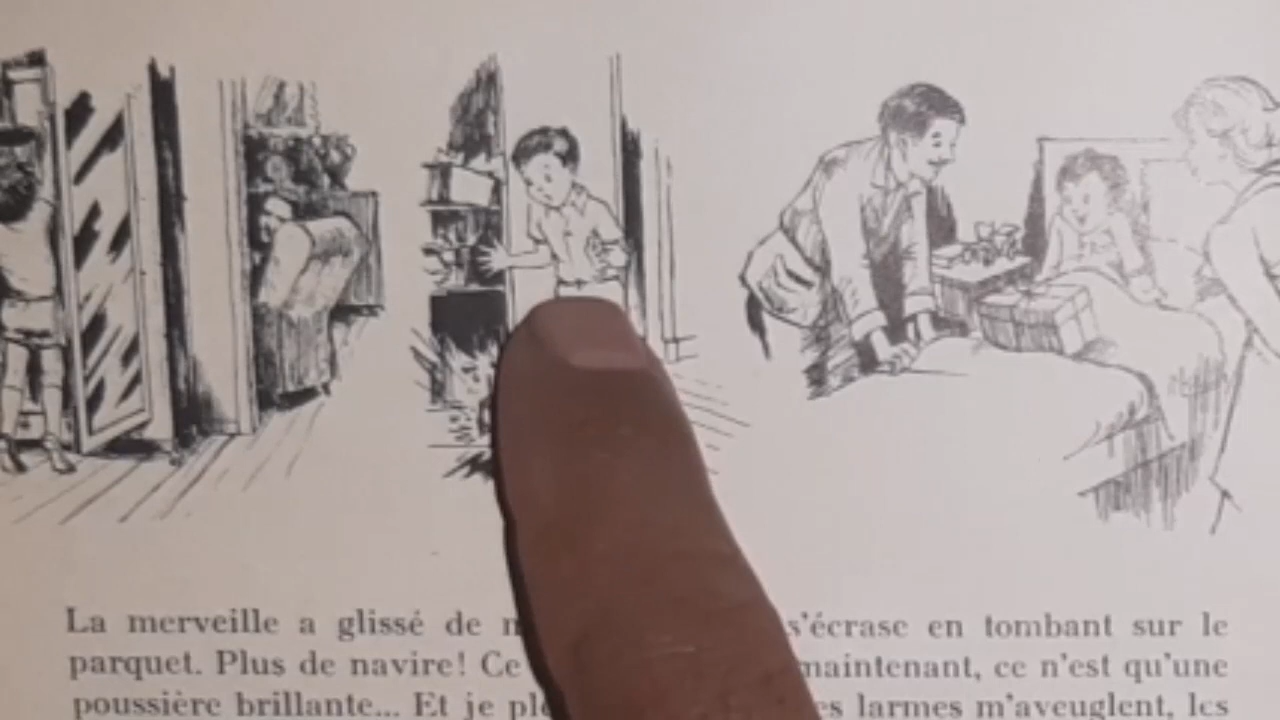 La merveille a glissé de s'écrase en tombant sur le
parquet. Plus de navire! Ce maintenant, ce n'est qu'une
poussière brillante... Et je larmes m'aveuglent, les